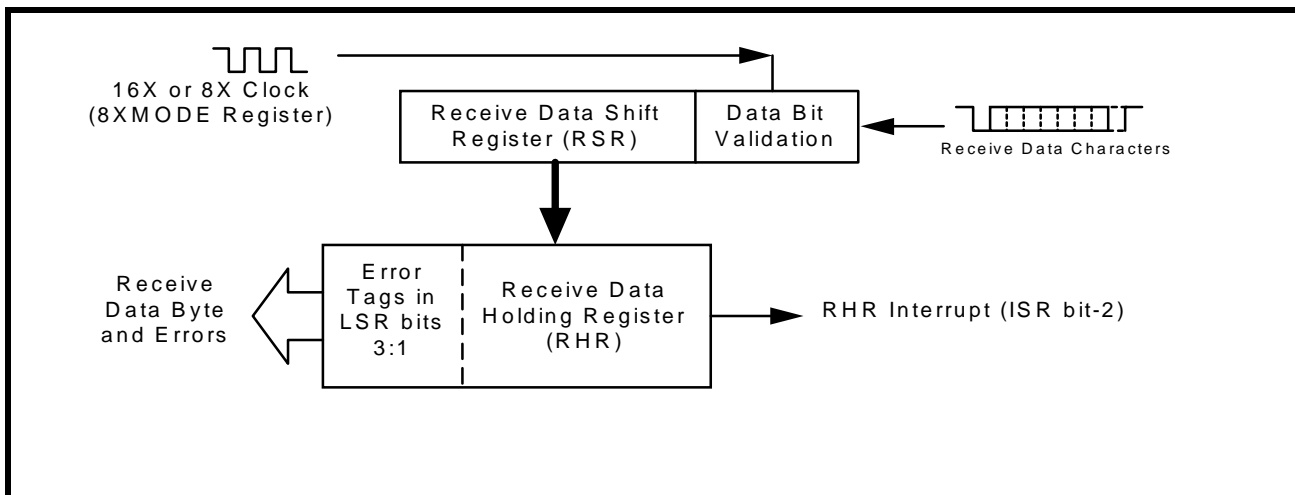 16X or 8X Clock
(8XMODE Register)
Receive Data Shift
Register (RSR)
Data Bit
Validation
Receive Data Characters
Receive
Data Byte
and Errors
Error
Tags in
LSR bits
3:1
Receive Data
Holding Register
(RHR)
RHR Interrupt (ISR bit-2)